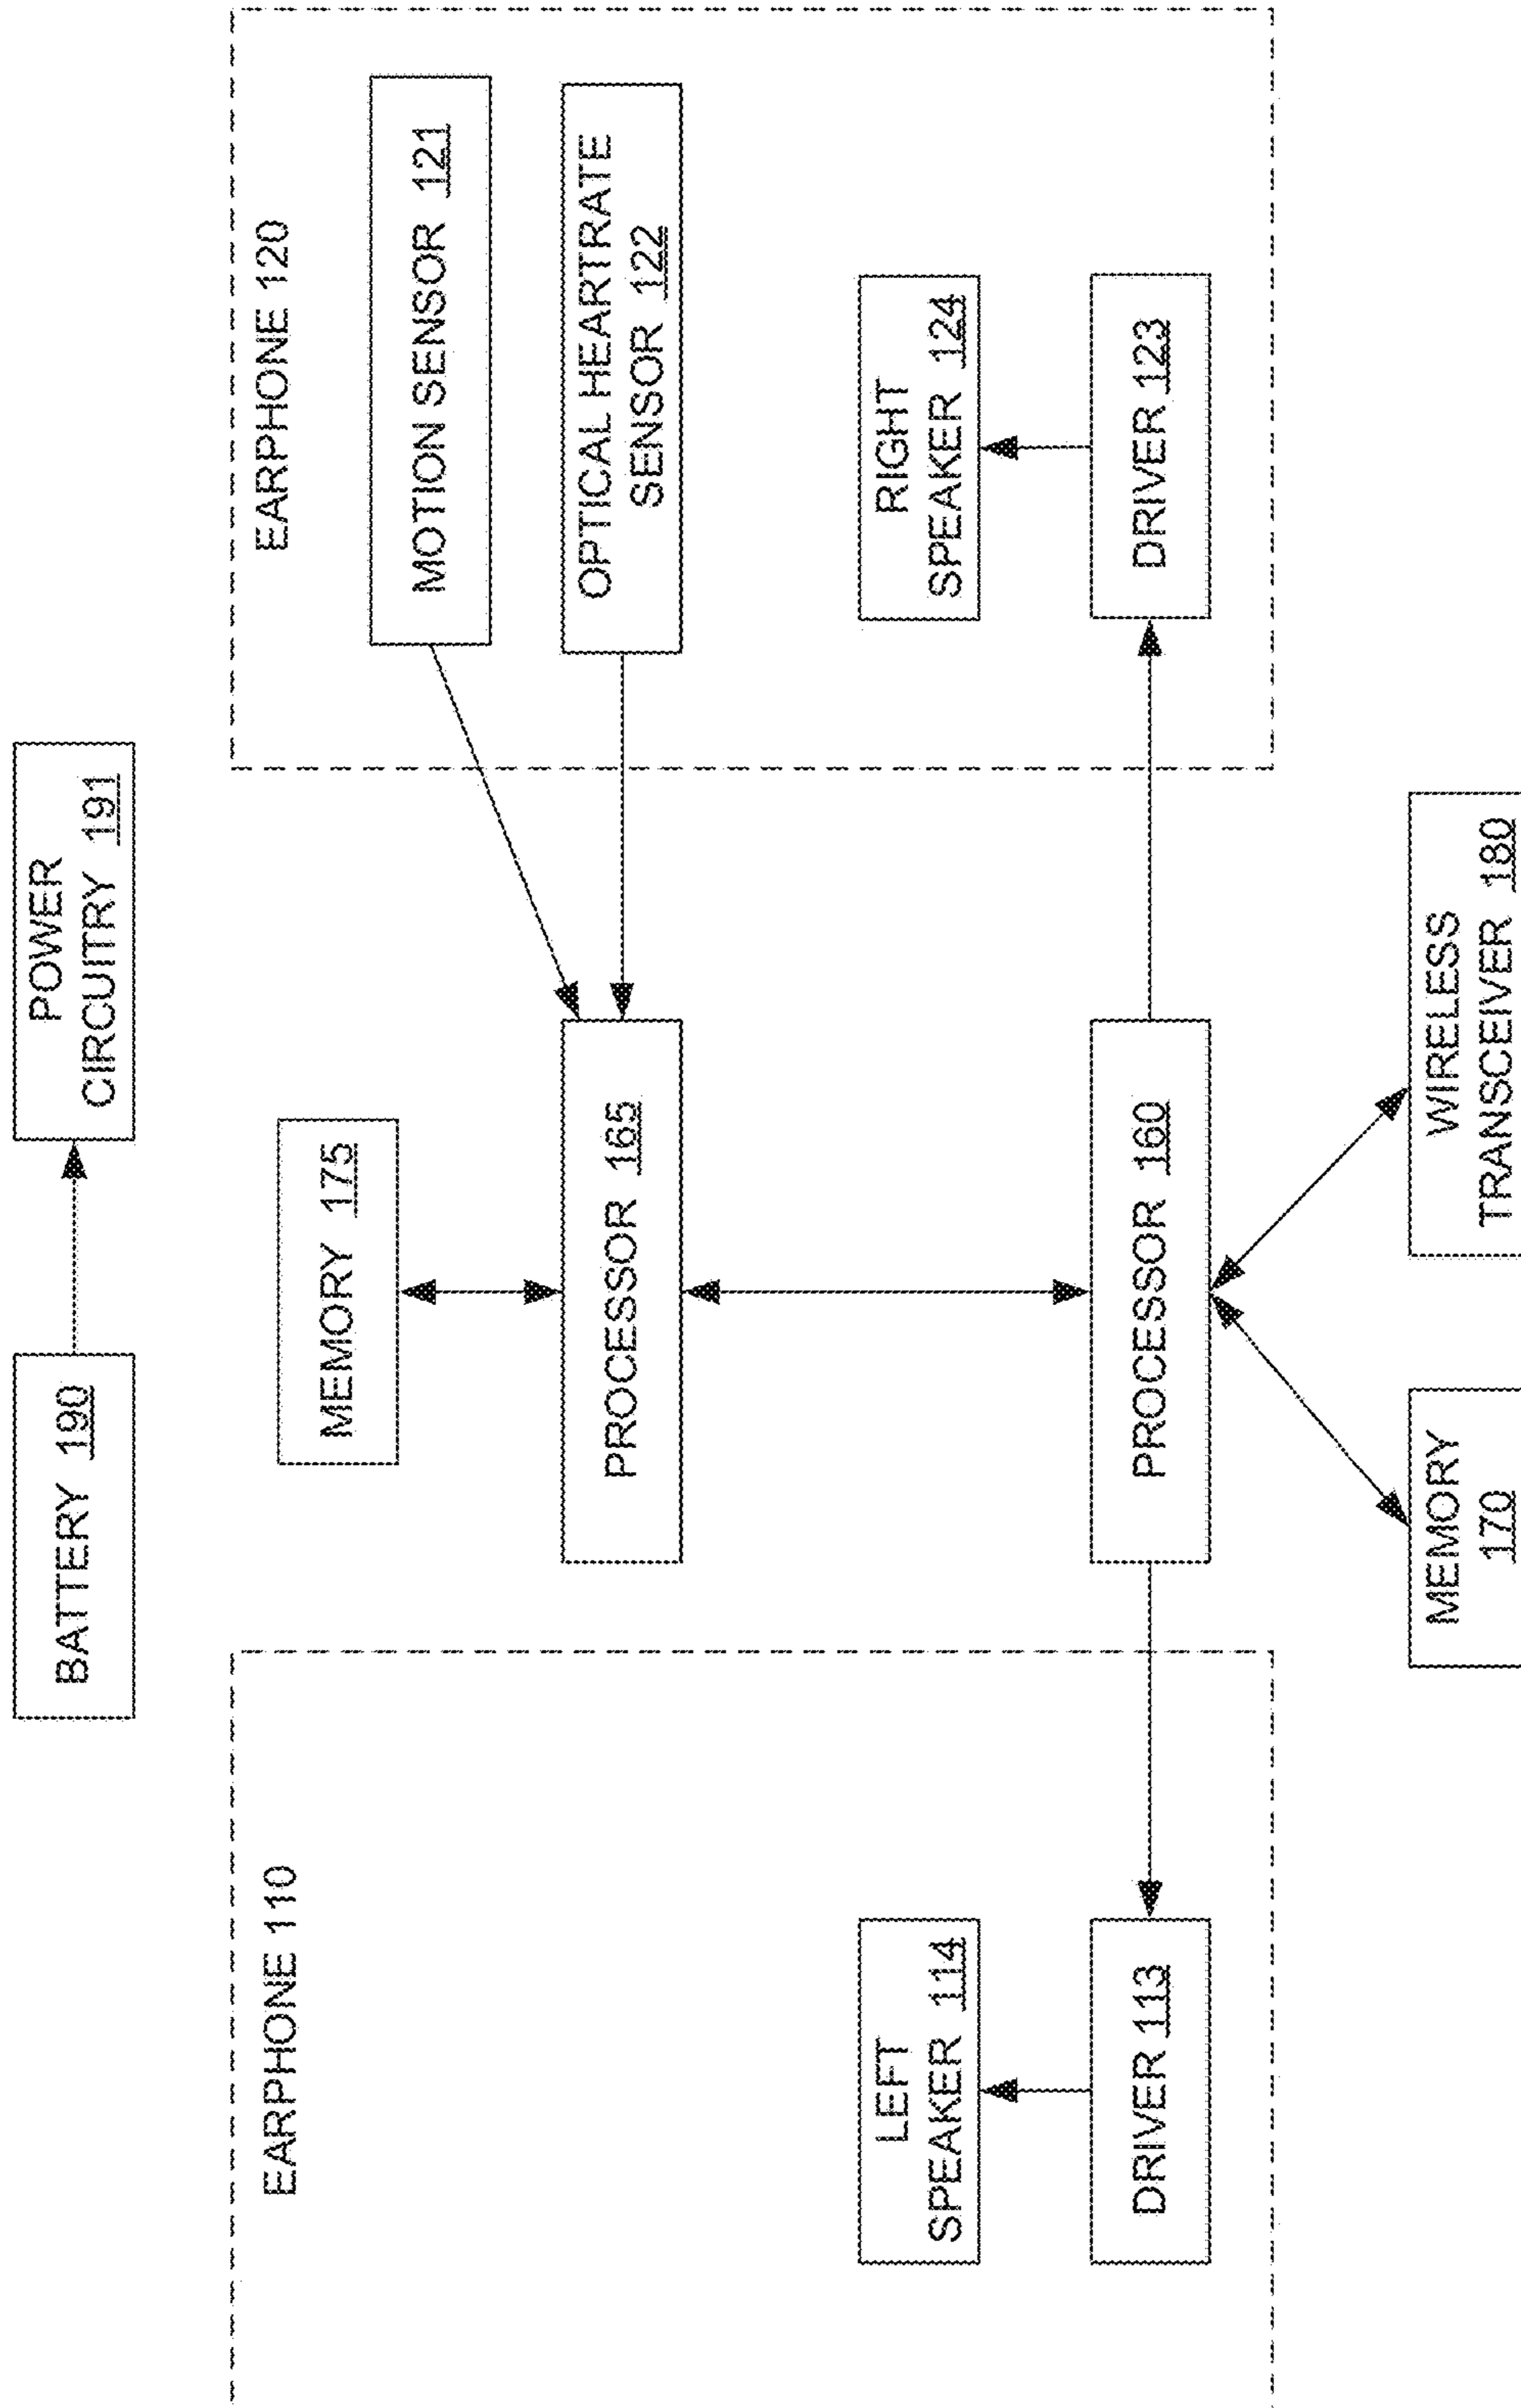 BATTERY 190
POWER
CIRCUITRY 191
EARPHONE 110
EARPHONE 120
MEMORY 175
MOTION SENSOR 121
PROCESSOR 165
OPTICAL HEARTRATE
SENSOR 122
LEFT
SPEAKER 114
RIGHT
SPEAKER 124
DRIVER 113
PROCESSOR 160
DRIVER 123
MEMORY
170
WIRELESS
TRANSCEIVER 180